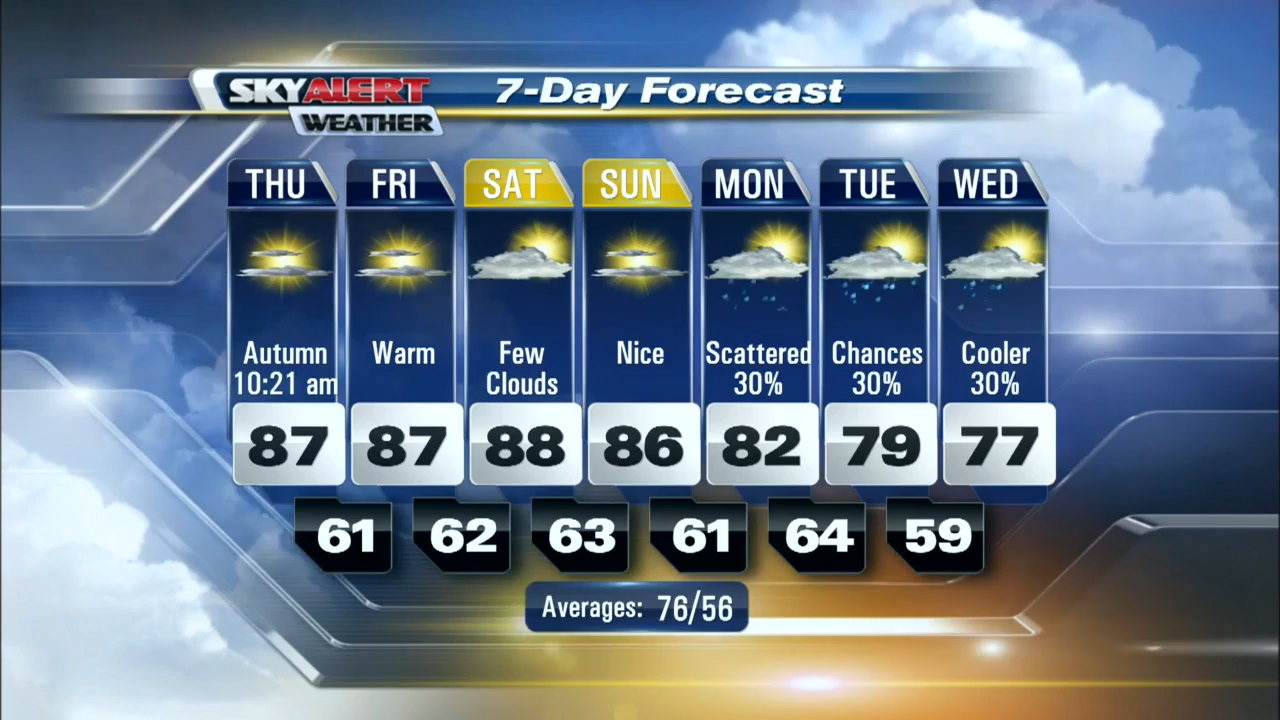 SKYALERT
WEATHER
7-Day Forecast
THU FRI SAT SUN MON TUE WED
Autumn Warm Few Nice Scattered Chances Cooler
10:21 am Clouds 30% 30% 30%
87 87 88 86 82 79 77
61 62 63 61 64 59
Averages: 76/56